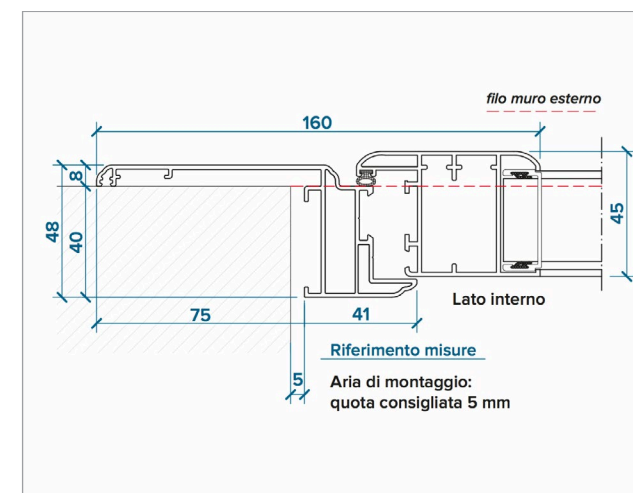 filo muro esterno
160
8
48
40
45
Lato interno
75
41
Riferimento misure
5
Aria di montaggio:
quota consigliata 5 mm